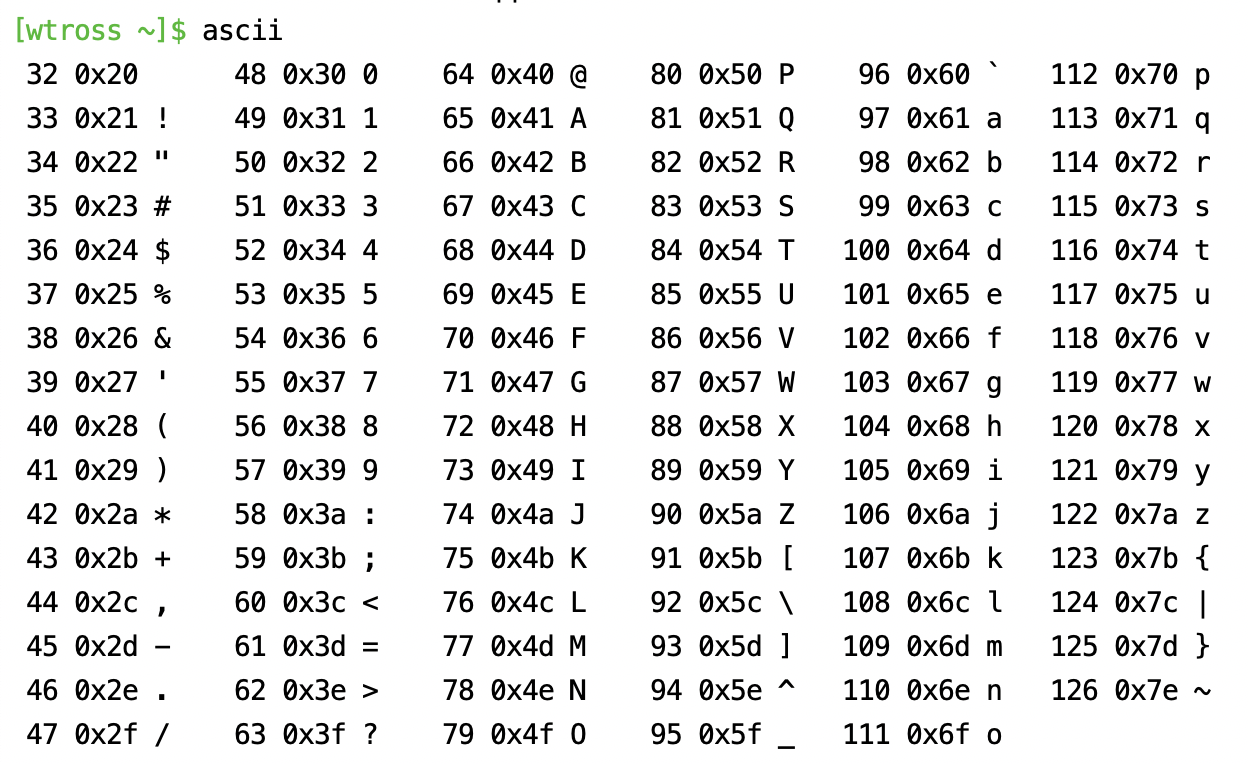 [wtross ~]$ ascii
32 0x20      48 0x30 0    64 0x40 @    80 0x50 P    96 0x60 `   112 0x70 p
33 0x21 !    49 0x31 1    65 0x41 A    81 0x51 Q    97 0x61 a   113 0x71 q
34 0x22 "    50 0x32 2    66 0x42 B    82 0x52 R    98 0x62 b   114 0x72 r
35 0x23 #    51 0x33 3    67 0x43 C    83 0x53 S    99 0x63 c   115 0x73 s
36 0x24 $    52 0x34 4    68 0x44 D    84 0x54 T   100 0x64 d   116 0x74 t
37 0x25 %    53 0x35 5    69 0x45 E    85 0x55 U   101 0x65 e   117 0x75 u
38 0x26 &    54 0x36 6    70 0x46 F    86 0x56 V   102 0x66 f   118 0x76 v
39 0x27 '    55 0x37 7    71 0x47 G    87 0x57 W   103 0x67 g   119 0x77 w
40 0x28 (    56 0x38 8    72 0x48 H    88 0x58 X   104 0x68 h   120 0x78 x
41 0x29 )    57 0x39 9    73 0x49 I    89 0x59 Y   105 0x69 i   121 0x79 y
42 0x2a *    58 0x3a :    74 0x4a J    90 0x5a Z   106 0x6a j   122 0x7a z
43 0x2b +    59 0x3b ;    75 0x4b K    91 0x5b [   107 0x6b k   123 0x7b {
44 0x2c ,    60 0x3c <    76 0x4c L    92 0x5c \   108 0x6c l   124 0x7c |
45 0x2d -    61 0x3d =    77 0x4d M    93 0x5d ]   109 0x6d m   125 0x7d }
46 0x2e .    62 0x3e >    78 0x4e N    94 0x5e ^   110 0x6e n   126 0x7e ~
47 0x2f /    63 0x3f ?    79 0x4f O    95 0x5f _   111 0x6f o